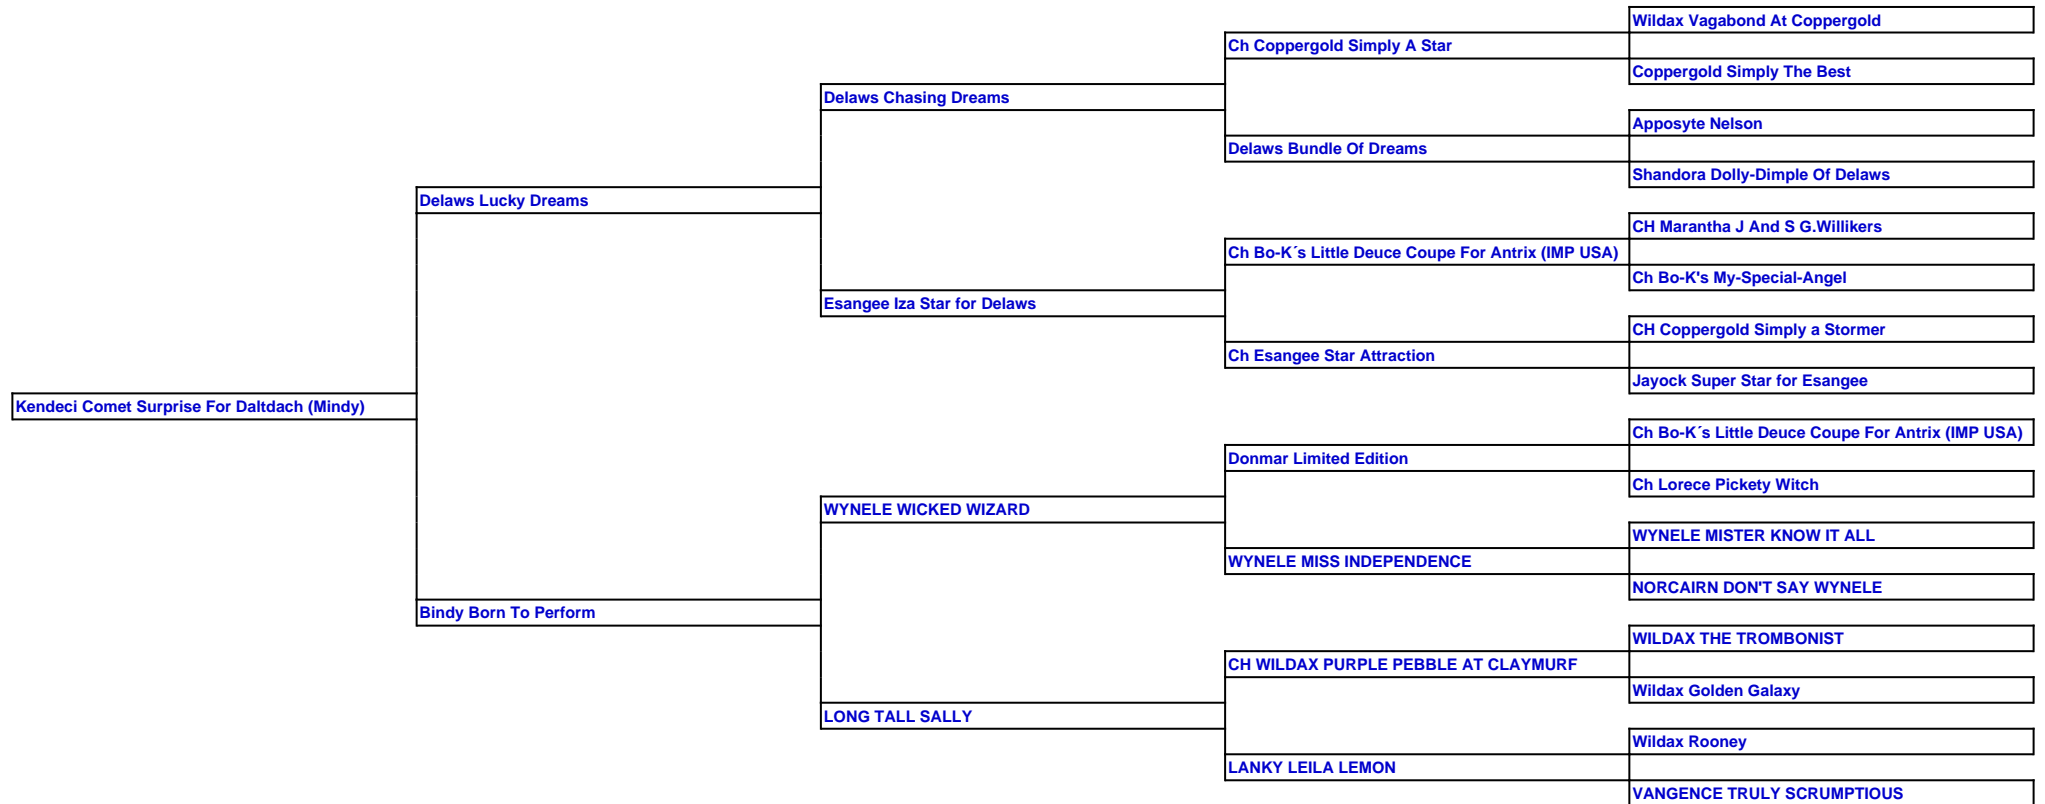 Wildax Vagabond At Coppergold
Ch Coppergold Simply A Star
Coppergold Simply The Best
Delaws Chasing Dreams
Apposyte Nelson
Delaws Bundle Of Dreams
Shandora Dolly-Dimple Of Delaws
Delaws Lucky Dreams
CH Marantha J And S G.Willikers
Ch Bo-K´s Little Deuce Coupe For Antrix (IMP USA)
Ch Bo-K's My-Special-Angel
Esangee Iza Star for Delaws
CH Coppergold Simply a Stormer
Ch Esangee Star Attraction
Jayock Super Star for Esangee
Kendeci Comet Surprise For Daltdach (Mindy)
Ch Bo-K´s Little Deuce Coupe For Antrix (IMP USA)
Donmar Limited Edition
Ch Lorece Pickety Witch
WYNELE WICKED WIZARD
WYNELE MISTER KNOW IT ALL
WYNELE MISS INDEPENDENCE
NORCAIRN DON'T SAY WYNELE
Bindy Born To Perform
WILDAX THE TROMBONIST
CH WILDAX PURPLE PEBBLE AT CLAYMURF
Wildax Golden Galaxy
LONG TALL SALLY
Wildax Rooney
LANKY LEILA LEMON
VANGENCE TRULY SCRUMPTIOUS